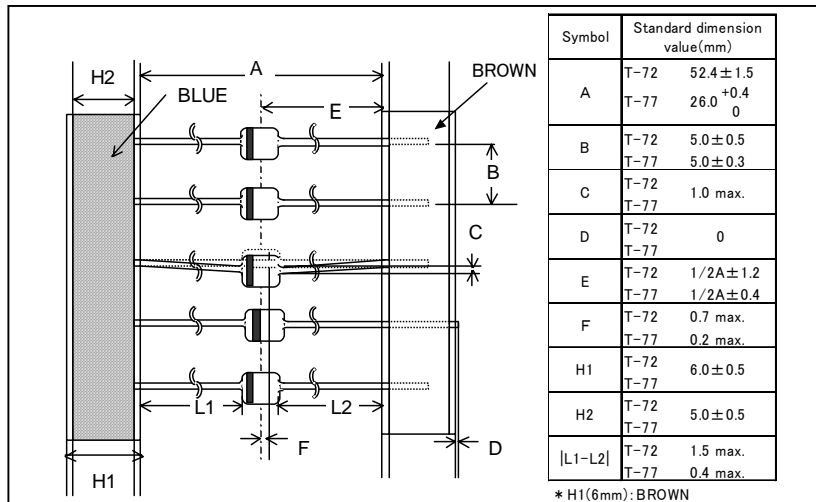 A
H2
BROWN
BLUE
E
B
C
L1
L2
F
D
H1
Symbol Standard dimension value(mm)
A T-72 52.4±1.5
T-77 26.0 +0.4 0
B T-72 5.0±0.5
T-77 5.0±0.3
C T-72 T-77 1.0 max.
D T-72 T-77 0
E T-72 1/2A±1.2
T-77 1/2A±0.4
F T-72 0.7 max.
T-77 0.2 max.
H1 T-72 T-77 6.0±0.5
H2 T-72 T-77 5.0±0.5
|L1-L2| T-72 1.5 max.
T-77 0.4 max.
* H1(6mm): BROWN